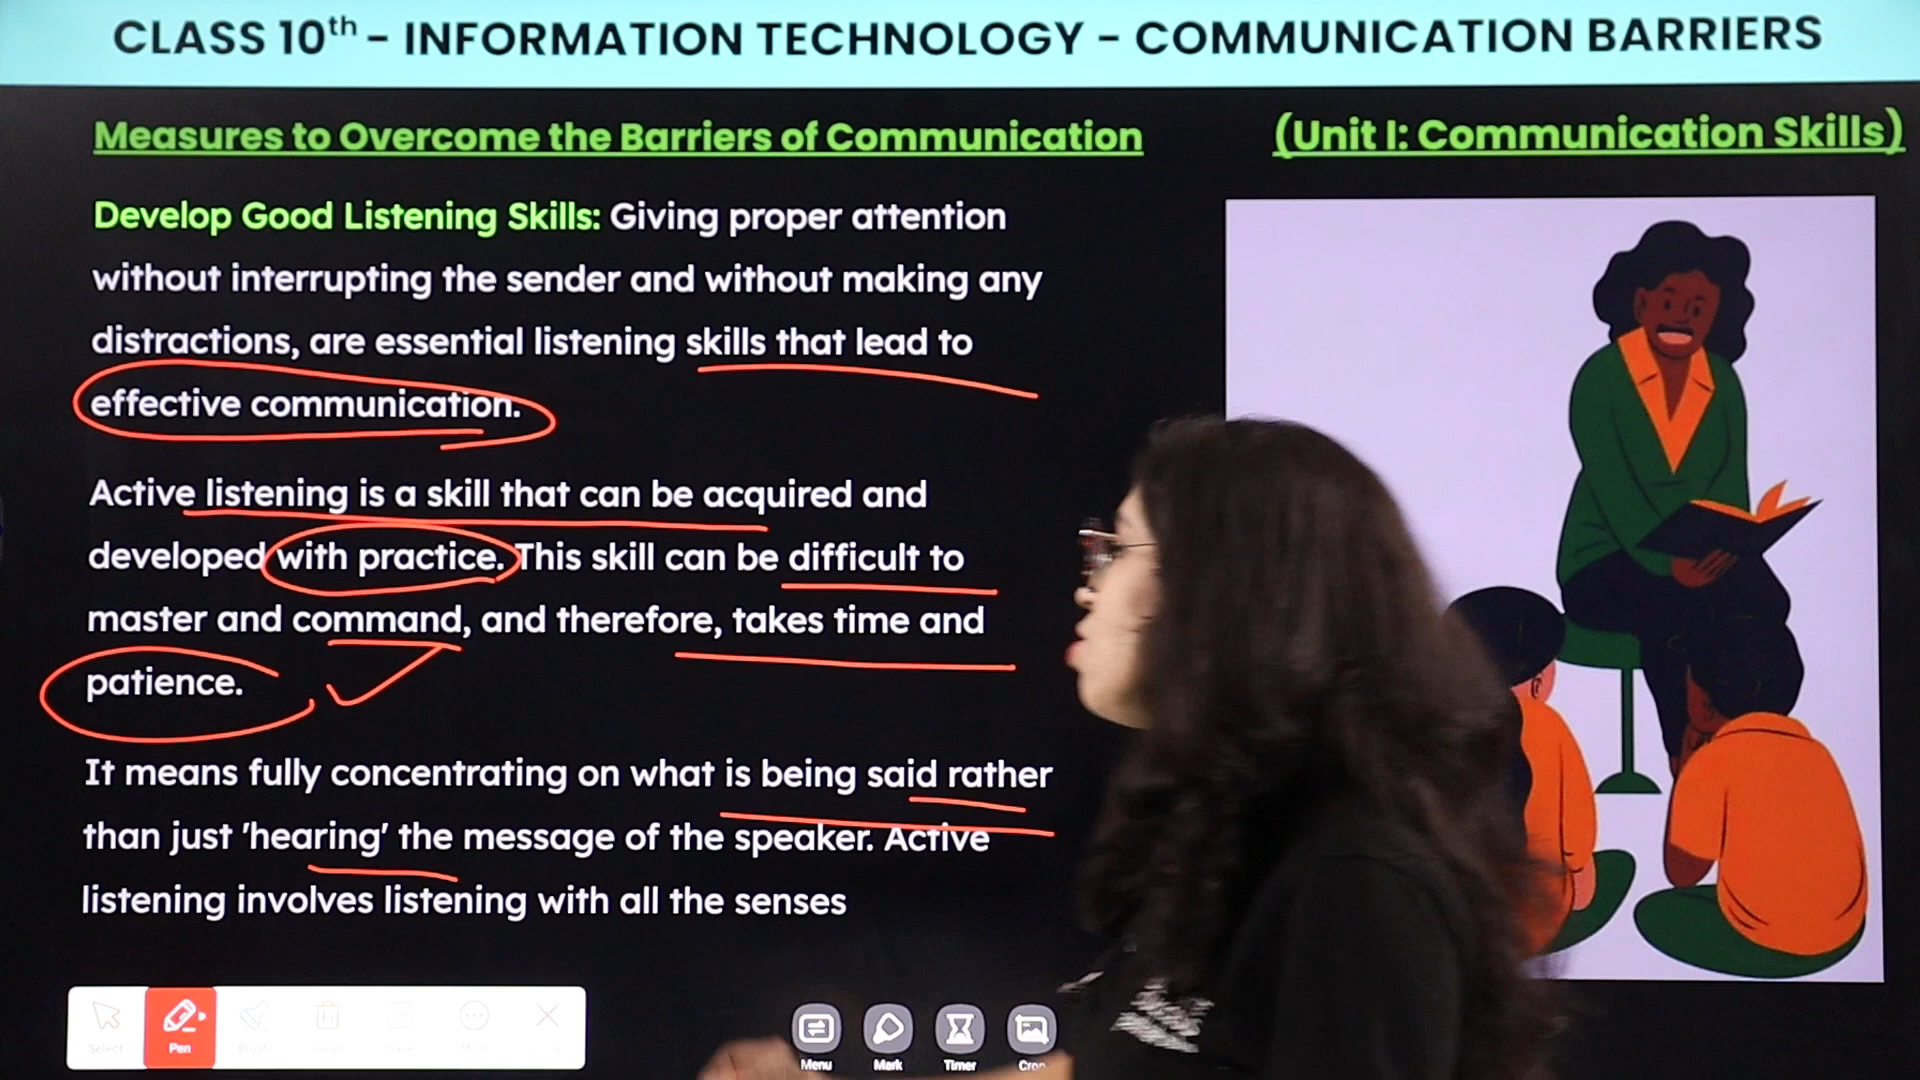 CLASS 10th - INFORMATION TECHNOLOGY - COMMUNICATION BARRIERS
Measures to Overcome the Barriers of Communication
(Unit I: Communication Skills)
Develop Good Listening Skills: Giving proper attention
without interrupting the sender and without making any
distractions, are essential listening skills that lead to
effective communication.
Active listening is a skill that can be acquired and
developed with practice. This skill can be difficult to
master and command, and therefore, takes time and
patience.
It means fully concentrating on what is being said rather
than just 'hearing' the message of the speaker. Active
listening involves listening with all the senses
Select
Pen
Menu
Mark
Timer